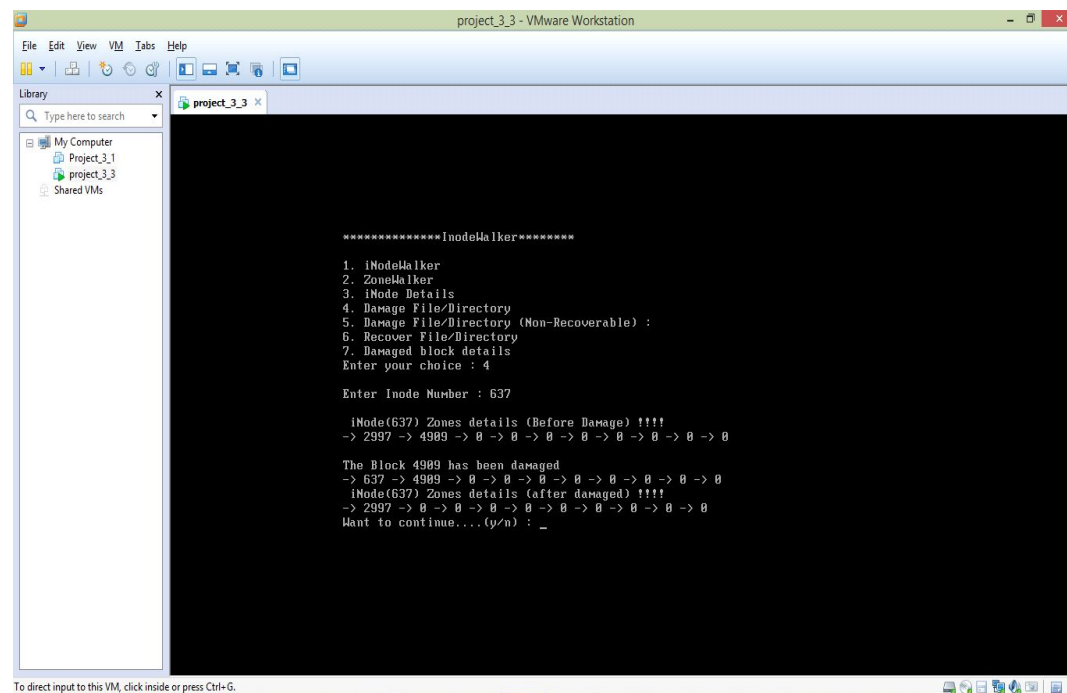 project_3_3 - VMware Workstation
File Edit View VM Tabs Help
Library x
project_3_3 ×
Type here to search
My Computer
Project_3_1
project_3_3
Shared VMs
**************InodeWalker********
1. iNodeWalker
2. ZoneWalker
3. iNode Details
4. Damage File/Directory
5. Damage File/Directory (Non-Recoverable) :
6. Recover File/Directory
7. Damaged block details
Enter your choice : 4
Enter Inode Number : 637
iNode(637) Zones details (Before Damage) !!!!
-> 2997 -> 4909 -> 0 -> 0 -> 0 -> 0 -> 0 -> 0 -> 0 -> 0
The Block 4909 has been damaged
-> 637 -> 4909 -> 0 -> 0 -> 0 -> 0 -> 0 -> 0 -> 0 -> 0
iNode(637) Zones details (after damaged) !!!!
-> 2997 -> 0 -> 0 -> 0 -> 0 -> 0 -> 0 -> 0 -> 0 -> 0
Want to continue....(y/n) : _
To direct input to this VM, click inside or press Ctrl+G.